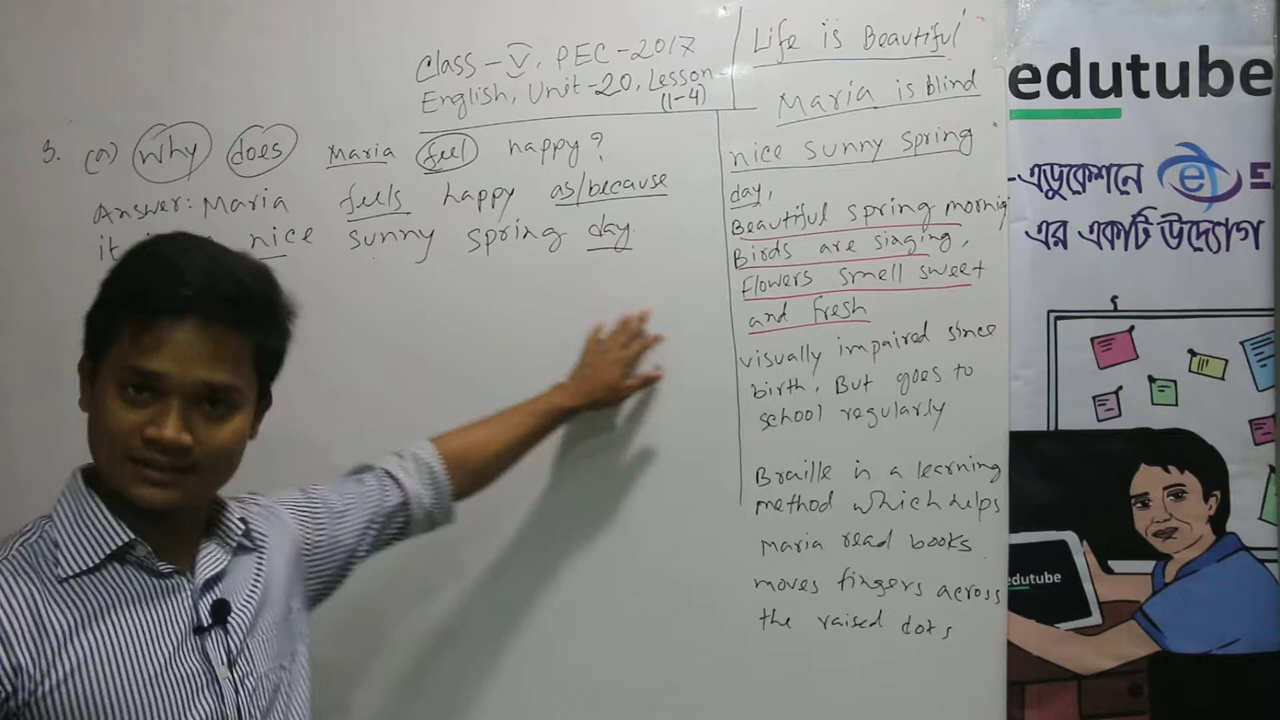 Class - V, PEC - 2017
English, Unit - 20, Lesson
(1-4)
3. (a) Why does Maria feel happy?
Answer: Maria feels happy as/because
it nice sunny spring day.
Life is Beautiful
Maria is blind
nice sunny spring
day,
Beautiful spring mornig
Birds are singing,
Flowers smell sweet
and fresh
visually impaired since
birth. But goes to
school regularly
Braille is a learning
method which helps
Maria read books
moves fingers across
the raised dots
edutube
-এডুকেশনে e E
এর একটি উদ্যোগ
edutube